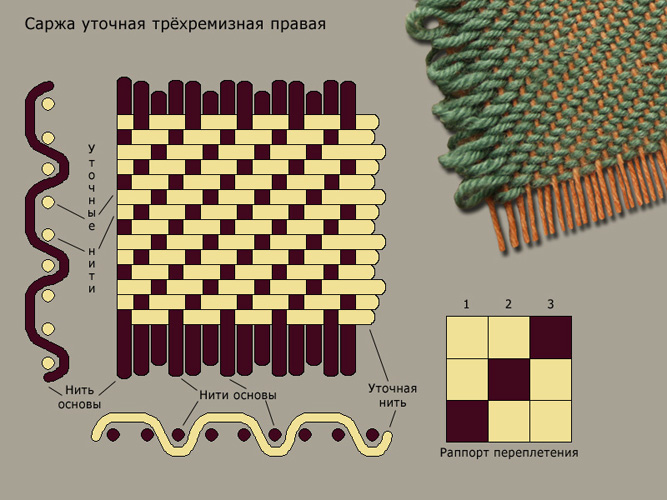 Саржа уточная трёхремизная правая
Уточные нити
Нить
основы
Нити основы
Уточная
нить
1 2 3
Раппорт переплетения